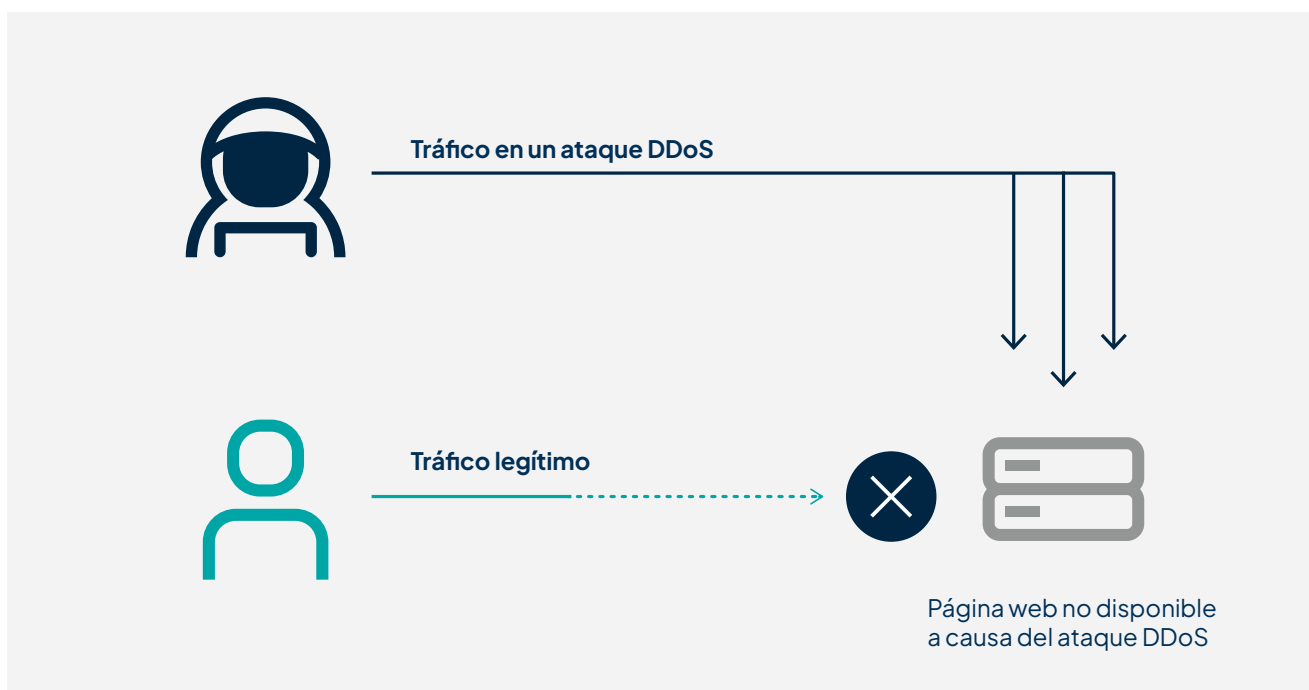 Tráfico en un ataque DDoS
Tráfico legítimo
Página web no disponible
a causa del ataque DDoS